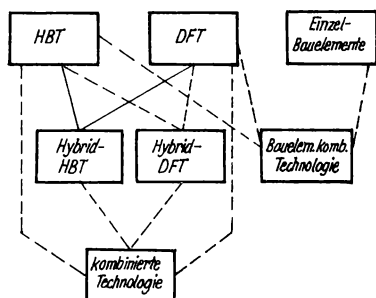 HBT
DFT
Einzel-
Bauelemente
Hybrid-
HBT
Hybrid-
DFT
Bauelem.komb.
Technologie
kombinierte
Technologie